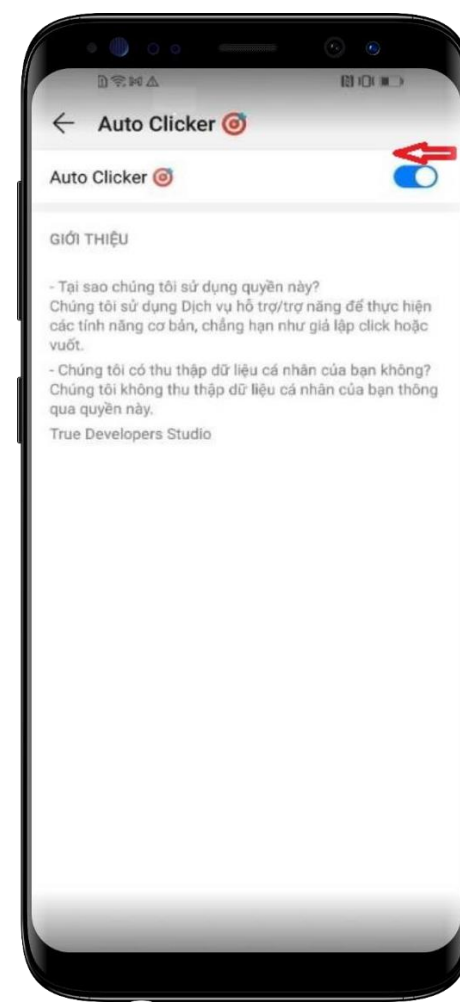 Auto Clicker
Auto Clicker
GIỚI THIỆU
- Tại sao chúng tôi sử dụng quyền này?
Chúng tôi sử dụng Dịch vụ hỗ trợ/trợ năng để thực hiện
các tính năng cơ bản, chẳng hạn như giả lập click hoặc
vuốt.
- Chúng tôi có thu thập dữ liệu cá nhân của bạn không?
Chúng tôi không thu thập dữ liệu cá nhân của bạn thông
qua quyền này.
True Developers Studio